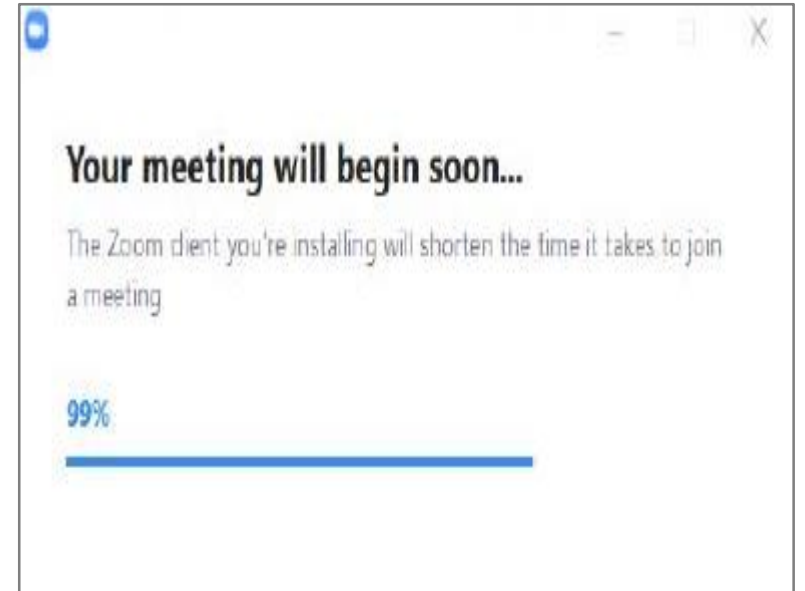 Your meeting will begin soon...
The Zoom client you're installing will shorten the time it takes to join
a meeting
99%